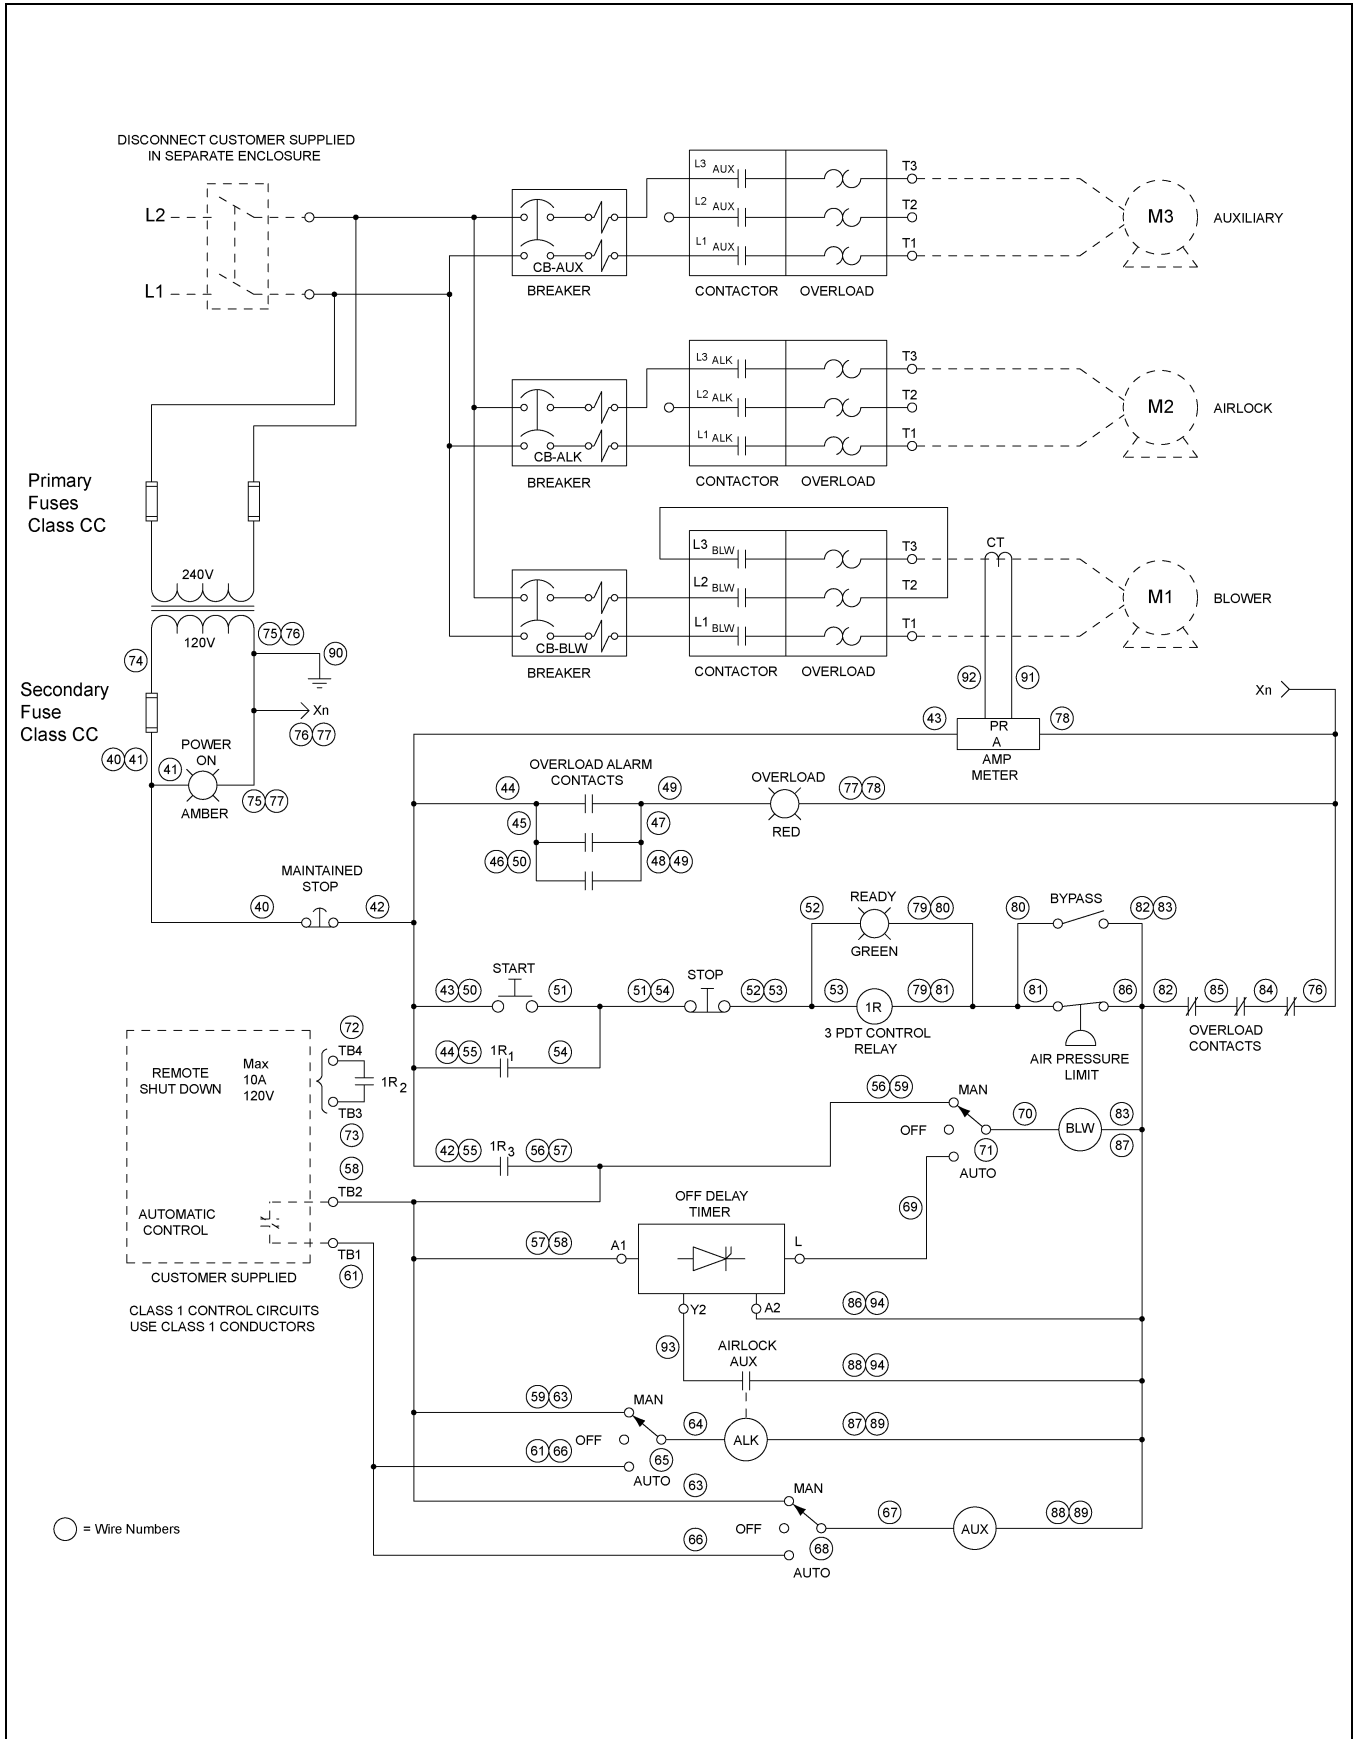 DISCONNECT CUSTOMER SUPPLIED
IN SEPARATE ENCLOSURE
L2
L1
CB-AUX
BREAKER
L3 AUX
L2 AUX
L1 AUX
CONTACTOR
OVERLOAD
T3
T2
T1
M3
AUXILIARY
CB-ALK
BREAKER
L3 ALK
L2 ALK
L1 ALK
CONTACTOR
OVERLOAD
T3
T2
T1
M2
AIRLOCK
CB-BLW
BREAKER
L3 BLW
L2 BLW
L1 BLW
CONTACTOR
OVERLOAD
T3
T2
T1
CT
M1
BLOWER
Primary
Fuses
Class CC
240V
120V
75 76
74
90
Secondary
Fuse
Class CC
Xn
76 77
40 41
41
POWER
ON
AMBER
75 77
92
91
Xn
43
PR
A
78
AMP
METER
OVERLOAD ALARM
CONTACTS
44
49
45
47
46 50
48 49
OVERLOAD
RED
77 78
MAINTAINED
STOP
40
42
52
READY
GREEN
79 80
80
BYPASS
82 83
START
43 50
51
51 54
STOP
52 53
53
1R
79 81
3 PDT CONTROL
RELAY
81
86
AIR PRESSURE
LIMIT
82
85
84
76
OVERLOAD
CONTACTS
44 55
1R1
54
REMOTE
SHUT DOWN
Max
10A
120V
72
TB4
1R2
TB3
73
42 55
1R3
56 57
56 59
MAN
OFF
AUTO
71
70
BLW
83
87
58
TB2
AUTOMATIC
CONTROL
TB1
61
CUSTOMER SUPPLIED
CLASS 1 CONTROL CIRCUITS
USE CLASS 1 CONDUCTORS
OFF DELAY
TIMER
57 58
A1
L
69
Y2
A2
86 94
93
AIRLOCK
AUX
88 94
59 63
MAN
OFF
61 66
AUTO
65
64
ALK
87 89
63
MAN
OFF
66
AUTO
68
67
AUX
88 89
= Wire Numbers